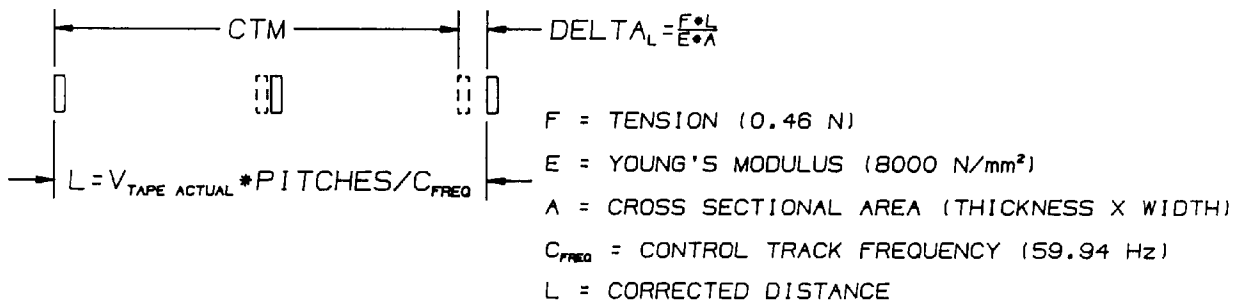 CTM
DELTA_L = F•L / E•A
L = V_TAPE ACTUAL * PITCHES/C_FREQ
F = TENSION (0.46 N)
E = YOUNG'S MODULUS (8000 N/mm²)
A = CROSS SECTIONAL AREA (THICKNESS X WIDTH)
C_FREQ = CONTROL TRACK FREQUENCY (59.94 Hz)
L = CORRECTED DISTANCE